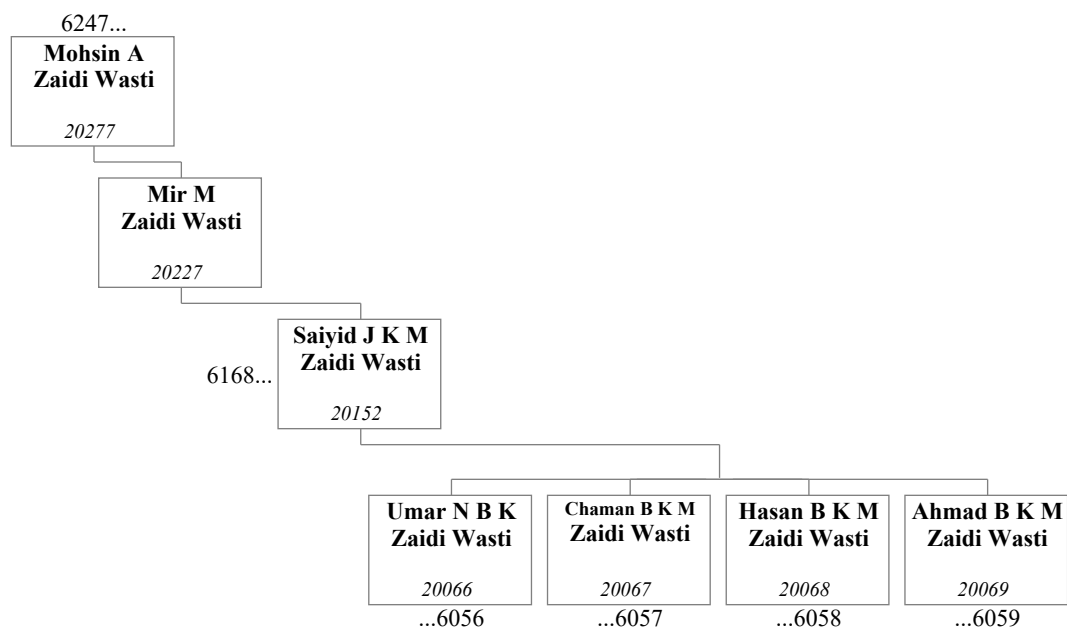 6247...
Mohsin A
Zaidi Wasti
20277
Mir M
Zaidi Wasti
20227
Saiyid J K M
Zaidi Wasti
6168...
20152
Umar N B K
Zaidi Wasti
20066
...6056
Chaman B K M
Zaidi Wasti
20067
...6057
Hasan B K M
Zaidi Wasti
20068
...6058
Ahmad B K M
Zaidi Wasti
20069
...6059